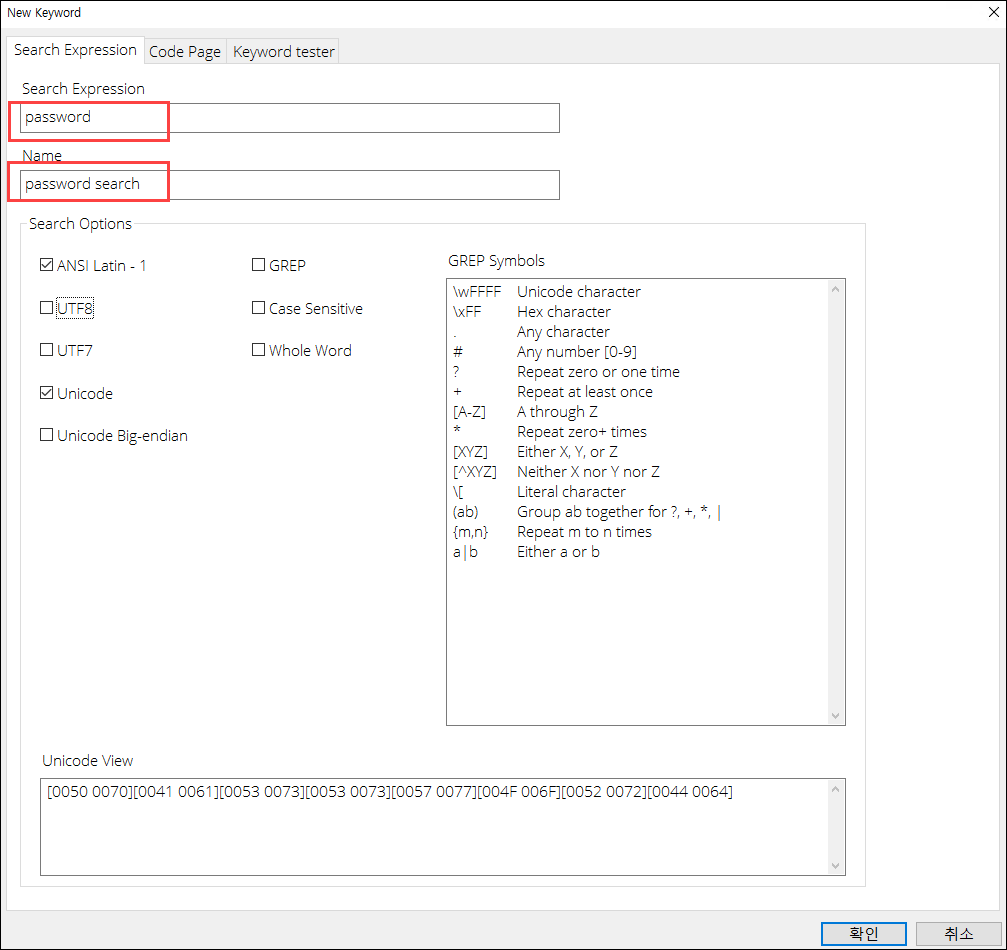 New Keyword
Search Expression Code Page Keyword tester
Search Expression
password
Name
password search
Search Options
ANSI Latin - 1
GREP
UTF8
Case Sensitive
UTF7
Whole Word
Unicode
Unicode Big-endian
GREP Symbols
\wFFFF Unicode character
\xFF Hex character
. Any character
# Any number [0-9]
? Repeat zero or one time
+ Repeat at least once
[A-Z] A through Z
* Repeat zero+ times
[XYZ] Either X, Y, or Z
[^XYZ] Neither X nor Y nor Z
\[ Literal character
(ab) Group ab together for ?, +, *, |
{m,n} Repeat m to n times
a|b Either a or b
Unicode View
[0050 0070][0041 0061][0053 0073][0053 0073][0057 0077][004F 006F][0052 0072][0044 0064]
확인 취소